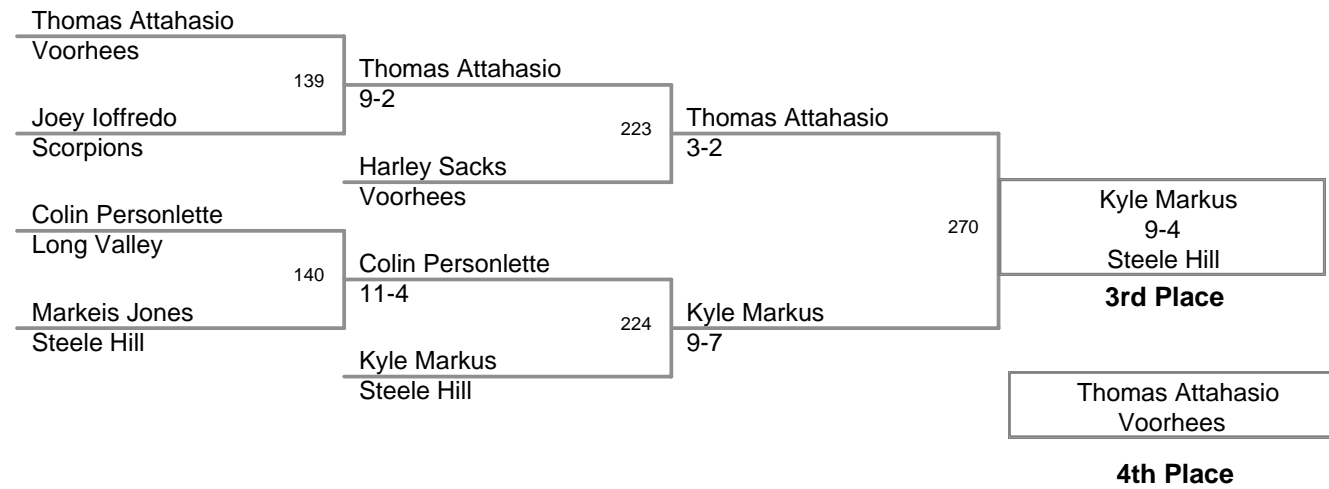 Thomas Attahasio
Voorhees
139
Joey Ioffredo
Scorpions
Colin Personlette
Long Valley
140
Markeis Jones
Steele Hill
Thomas Attahasio
9-2
223
Harley Sacks
Voorhees
Colin Personlette
11-4
224
Kyle Markus
Steele Hill
Thomas Attahasio
3-2
270
Kyle Markus
9-7
Kyle Markus
9-4
Steele Hill
3rd Place
Thomas Attahasio
Voorhees
4th Place